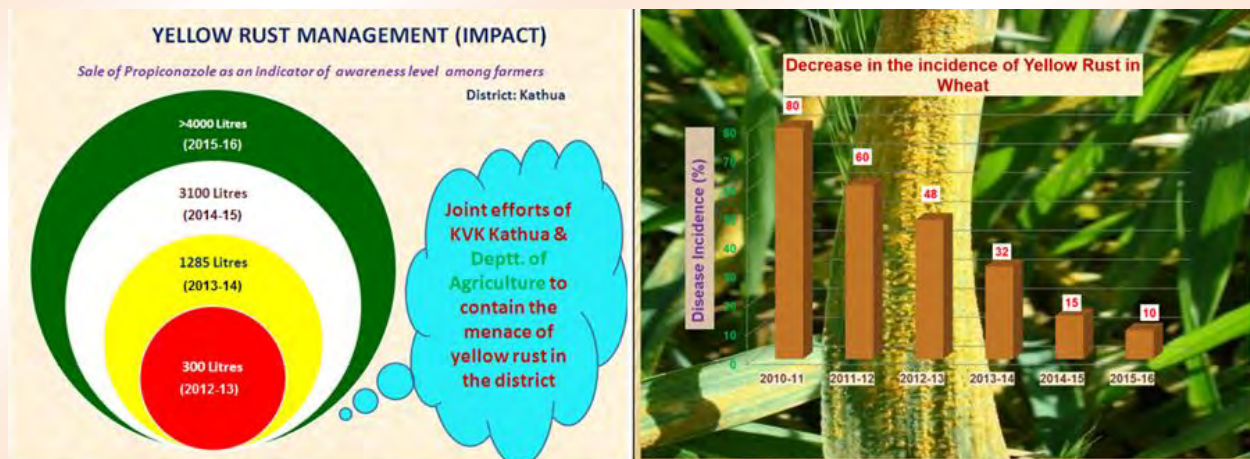 YELLOW RUST MANAGEMENT (IMPACT)
Sale of Propiconazole as an indicator of awareness level among farmers
District: Kathua
>4000 Litres
(2015-16)
3100 Litres
(2014-15)
1285 Litres
(2013-14)
300 Litres
(2012-13)
Joint efforts of
KVK Kathua &
Deptt. of
Agriculture to
contain the
menace of
yellow rust in
the district
Decrease in the incidence of Yellow Rust in
Wheat
Disease Incidence (%)
80
70
60
50
40
30
20
10
0
80
60
48
32
15
10
2010-11
2011-12
2012-13
2013-14
2014-15
2015-16